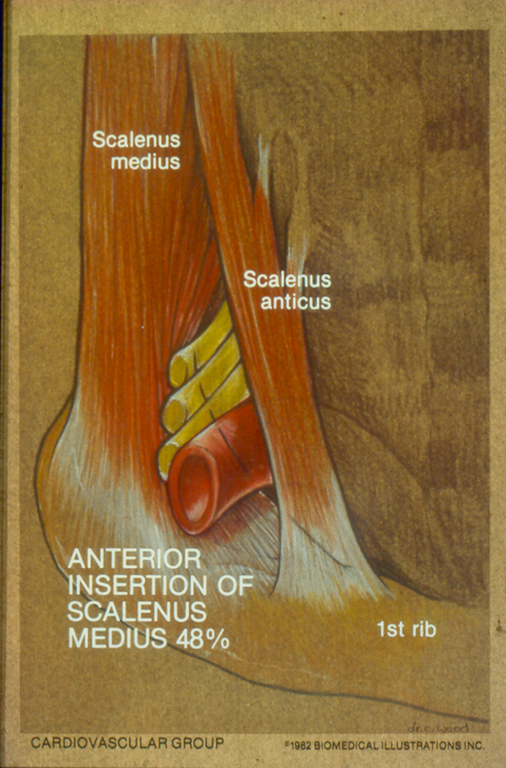 Scalenus
medius
Scalenus
anticus
ANTERIOR
INSERTION OF
SCALENUS
MEDIUS 48%
1st rib
CARDIOVASCULAR GROUP
©1982 BIOMEDICAL ILLUSTRATIONS INC.